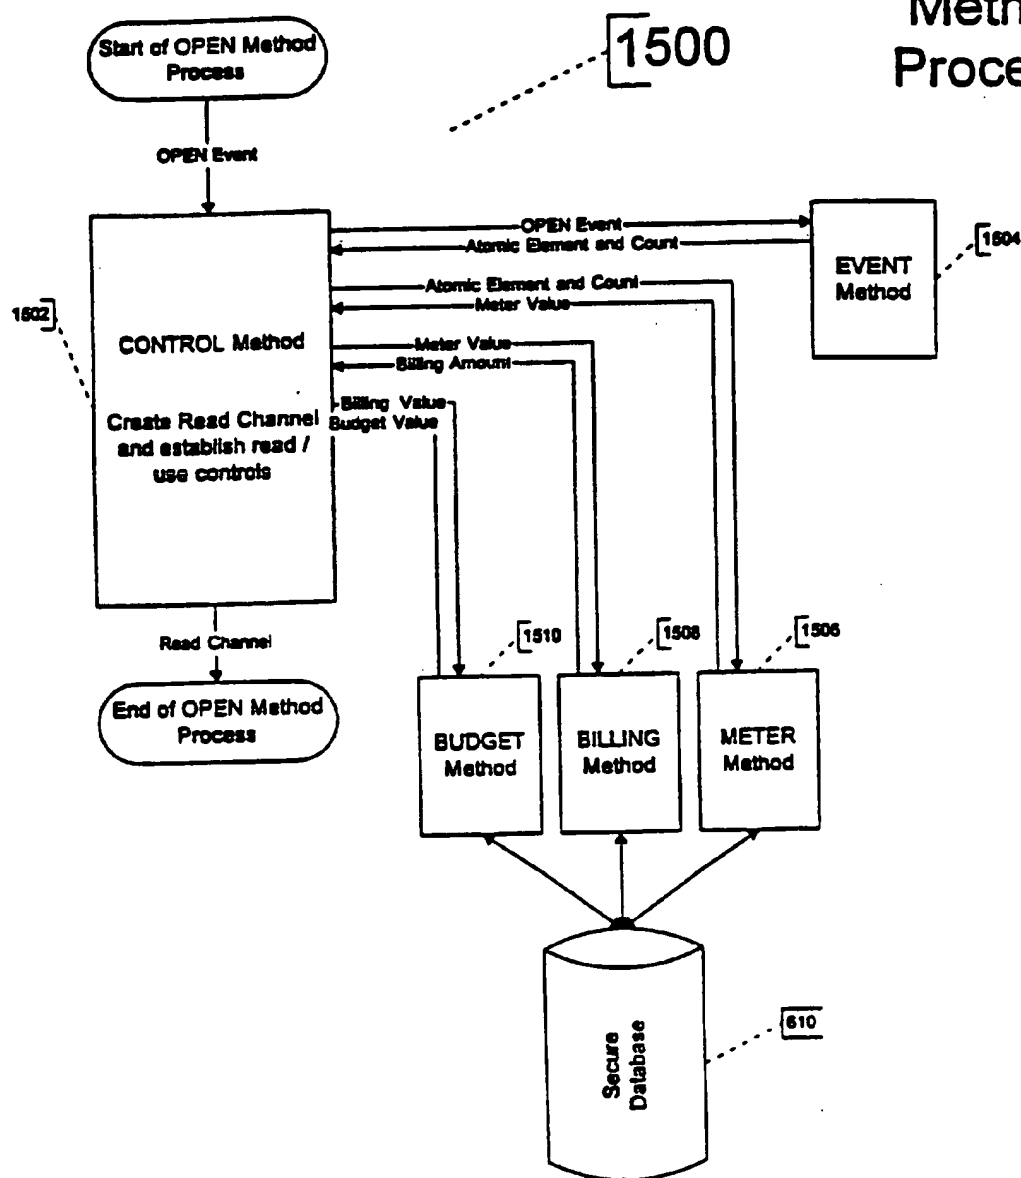 Start of OPEN Method
Process
1500
Meth
Proce
OPEN Event
OPEN Event
Atomic Element and Count
1504
EVENT
Method
Atomic Element and Count
Meter Value
1502
CONTROL Method
Meter Value
Billing Amount
Billing Value
Budget Value
Create Read Channel
and establish read /
use controls
Read Channel
1510
1508
1506
End of OPEN Method
Process
BUDGET
Method
BILLING
Method
METER
Method
610
Secure
Database